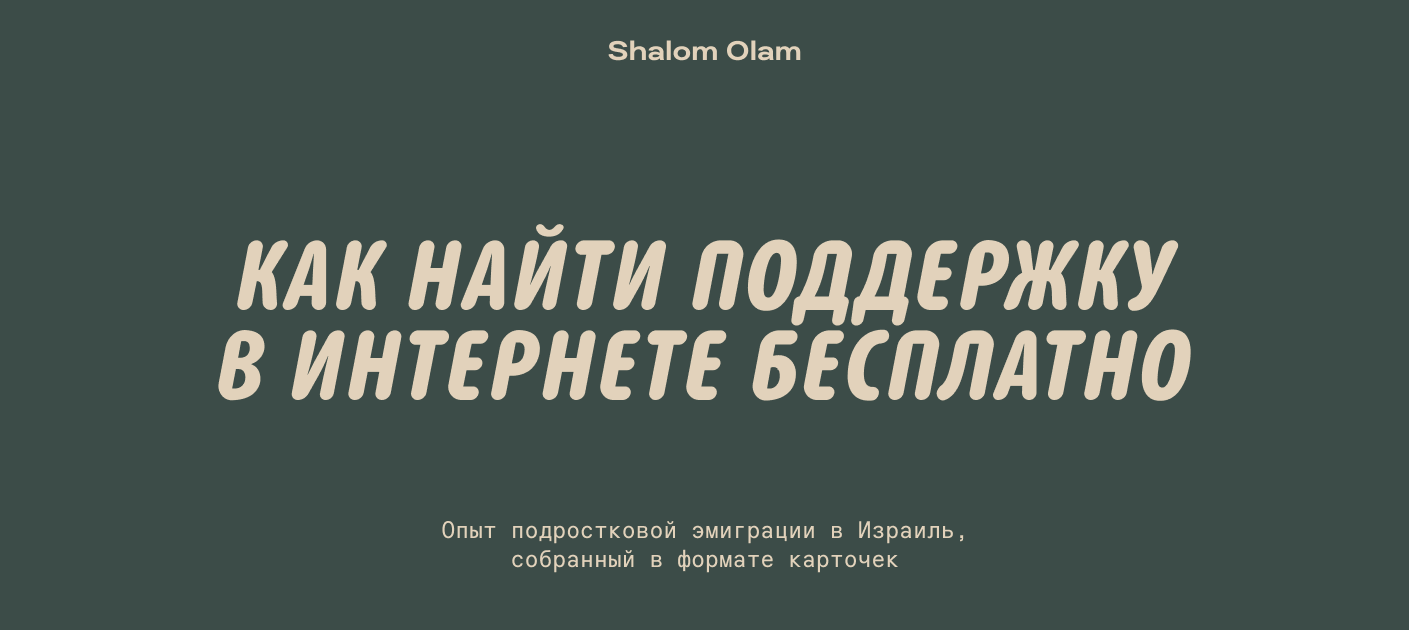 Shalom Olam
КАК НАЙТИ ПОДДЕРЖКУ
В ИНТЕРНЕТЕ БЕСПЛАТНО
Опыт подростковой эмиграции в Израиль,
собранный в формате карточек